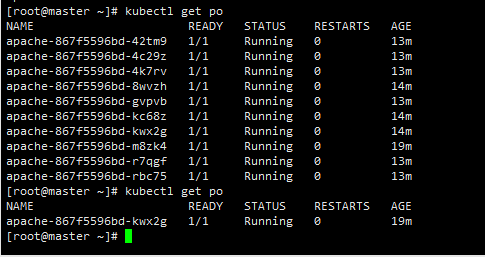 [root@master ~]# kubectl get po
NAME READY STATUS RESTARTS AGE
apache-867f5596bd-42tm9 1/1 Running 0 13m
apache-867f5596bd-4c29z 1/1 Running 0 13m
apache-867f5596bd-4k7rv 1/1 Running 0 13m
apache-867f5596bd-8wvzh 1/1 Running 0 14m
apache-867f5596bd-gvpvb 1/1 Running 0 13m
apache-867f5596bd-kc68z 1/1 Running 0 14m
apache-867f5596bd-kwx2g 1/1 Running 0 14m
apache-867f5596bd-m8zk4 1/1 Running 0 19m
apache-867f5596bd-r7qgf 1/1 Running 0 13m
apache-867f5596bd-rbc75 1/1 Running 0 13m
[root@master ~]# kubectl get po
NAME READY STATUS RESTARTS AGE
apache-867f5596bd-kwx2g 1/1 Running 0 19m
[root@master ~]#